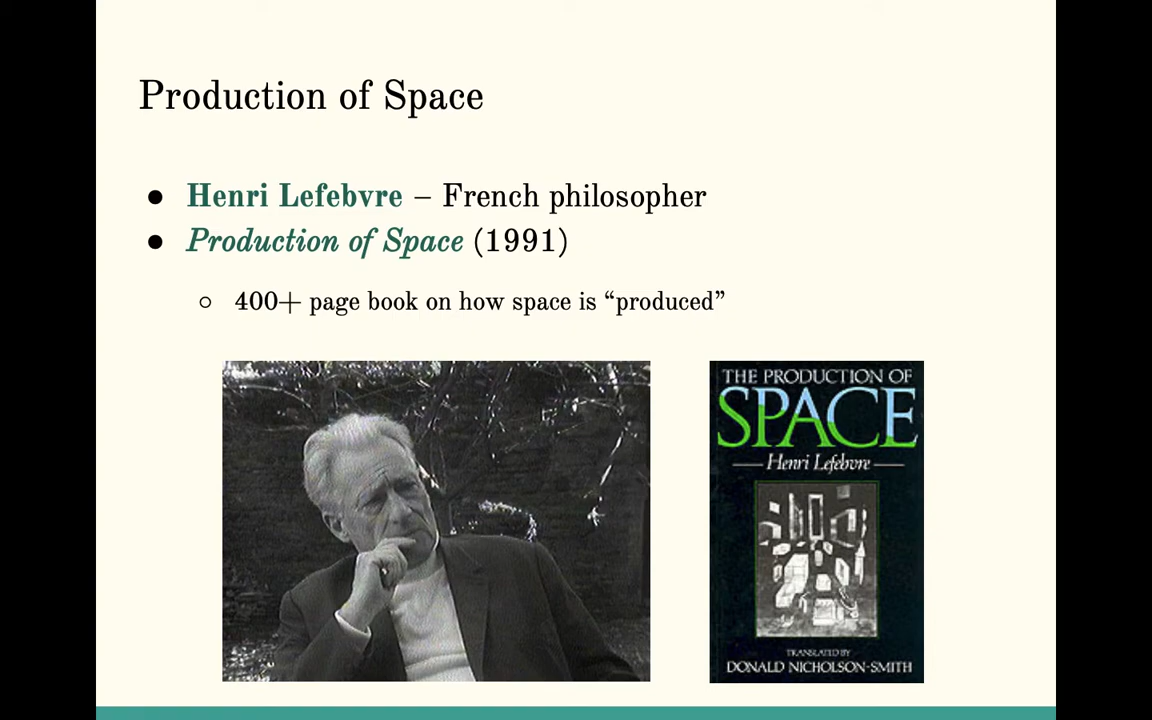 Production of Space
● Henri Lefebvre – French philosopher
● Production of Space (1991)
○ 400+ page book on how space is “produced”
THE PRODUCTION OF
SPACE
Henri Lefebvre
TRANSLATED BY
DONALD NICHOLSON-SMITH